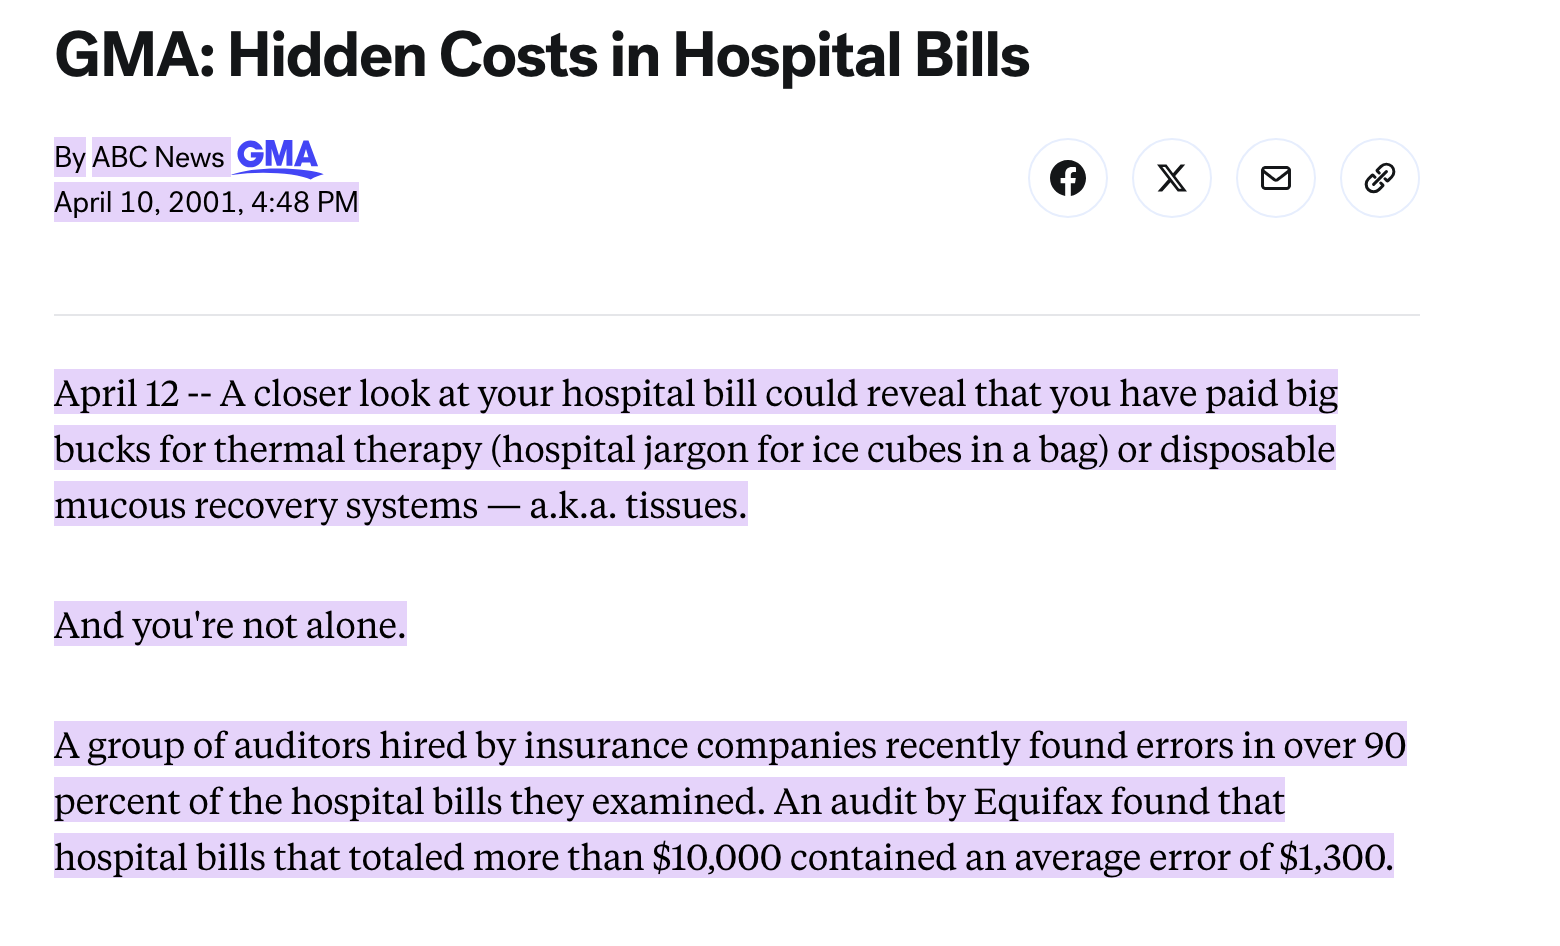 GMA: Hidden Costs in Hospital Bills
By ABC News GMA
April 10, 2001, 4:48 PM
April 12 -- A closer look at your hospital bill could reveal that you have paid big
bucks for thermal therapy (hospital jargon for ice cubes in a bag) or disposable
mucous recovery systems — a.k.a. tissues.
And you're not alone.
A group of auditors hired by insurance companies recently found errors in over 90
percent of the hospital bills they examined. An audit by Equifax found that
hospital bills that totaled more than $10,000 contained an average error of $1,300.